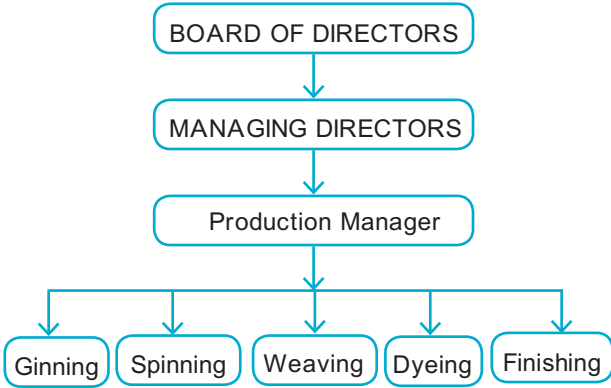 BOARD OF DIRECTORS
MANAGING DIRECTORS
Production Manager
Ginning
Spinning
Weaving
Dyeing
Finishing